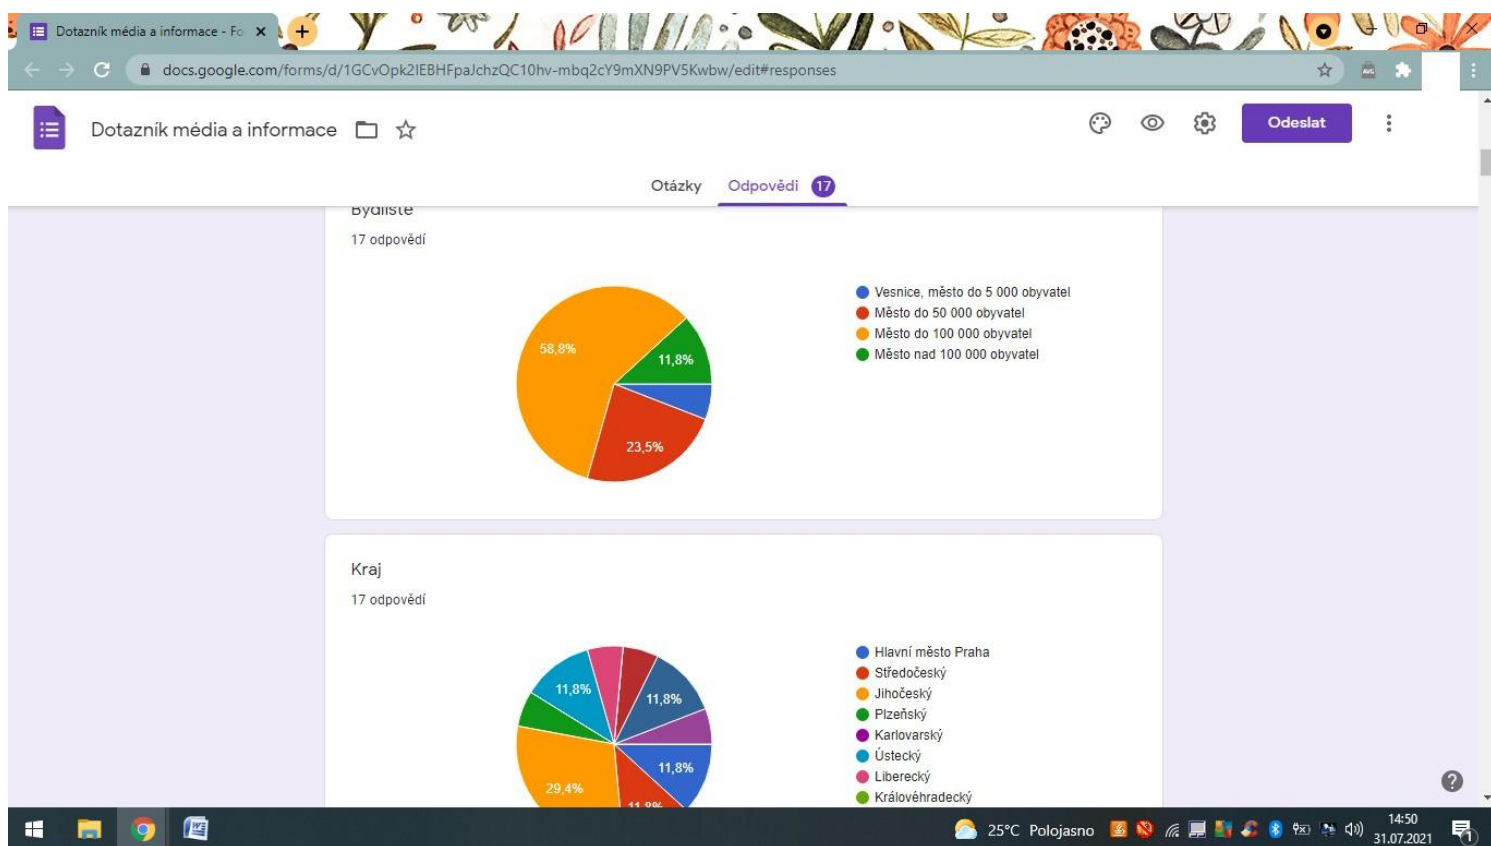 Dotazník média a informace - Fo
docs.google.com/forms/d/1GCvOpk2IEBHFpaJchzQC10hv-mbq2cY9mXN9PV5Kwbw/edit#responses
Dotazník média a informace
Odeslat
Otázky Odpovědi 17
Bydliště
17 odpovědí
58,8%
11,8%
23,5%
Vesnice, město do 5 000 obyvatel
Město do 50 000 obyvatel
Město do 100 000 obyvatel
Město nad 100 000 obyvatel
Kraj
17 odpovědí
11,8%
11,8%
11,8%
29,4%
11,8%
Hlavní město Praha
Středočeský
Jihočeský
Plzeňský
Karlovarský
Ústecký
Liberecký
Královéhradecký
25°C Polojasno
14:50
31.07.2021
1